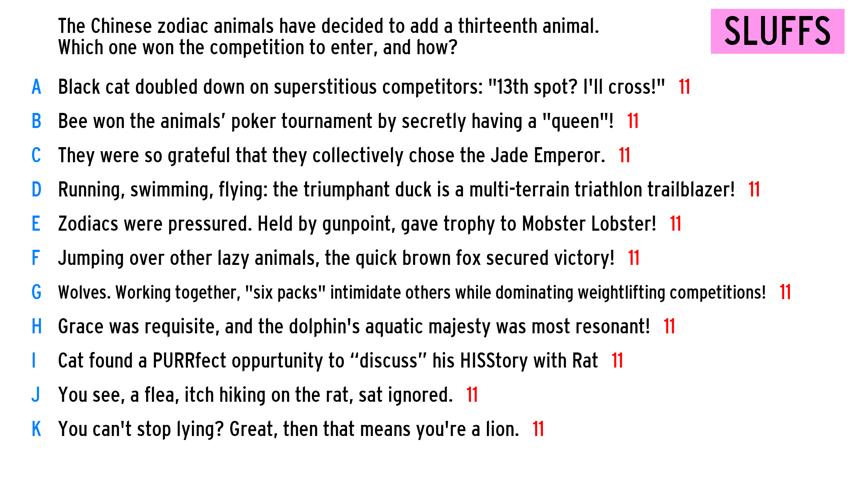 The Chinese zodiac animals have decided to add a thirteenth animal.
Which one won the competition to enter, and how?
SLUFFS
A Black cat doubled down on superstitious competitors: "13th spot? I'll cross!" 11
B Bee won the animals’ poker tournament by secretly having a "queen"! 11
C They were so grateful that they collectively chose the Jade Emperor. 11
D Running, swimming, flying: the triumphant duck is a multi-terrain triathlon trailblazer! 11
E Zodiacs were pressured. Held by gunpoint, gave trophy to Mobster Lobster! 11
F Jumping over other lazy animals, the quick brown fox secured victory! 11
G Wolves. Working together, "six packs" intimidate others while dominating weightlifting competitions! 11
H Grace was requisite, and the dolphin's aquatic majesty was most resonant! 11
I Cat found a PURRfect oppurtunity to “discuss” his HISStory with Rat 11
J You see, a flea, itch hiking on the rat, sat ignored. 11
K You can't stop lying? Great, then that means you're a lion. 11